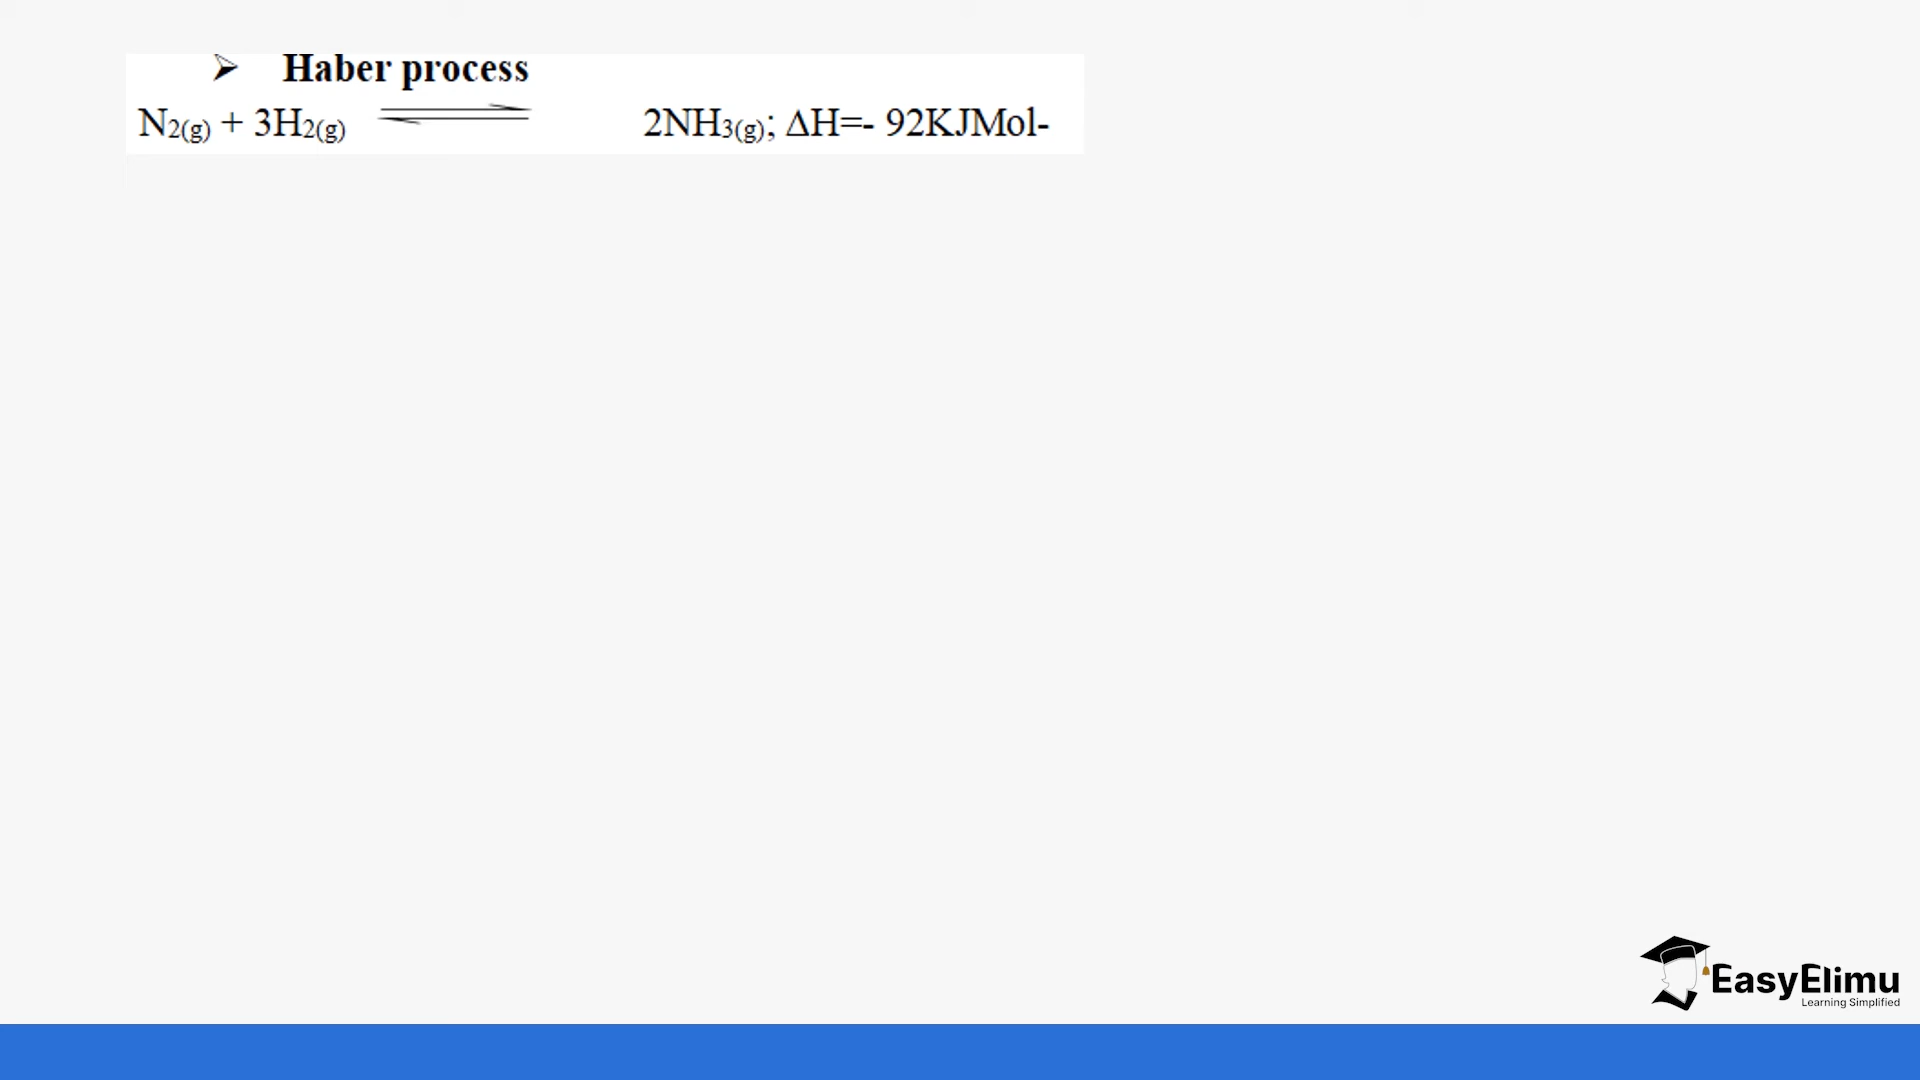 ➢ Haber process
N2(g) + 3H2(g) ⇌ 2NH3(g); ΔH=- 92KJMol-
EasyElimu
Learning Simplified